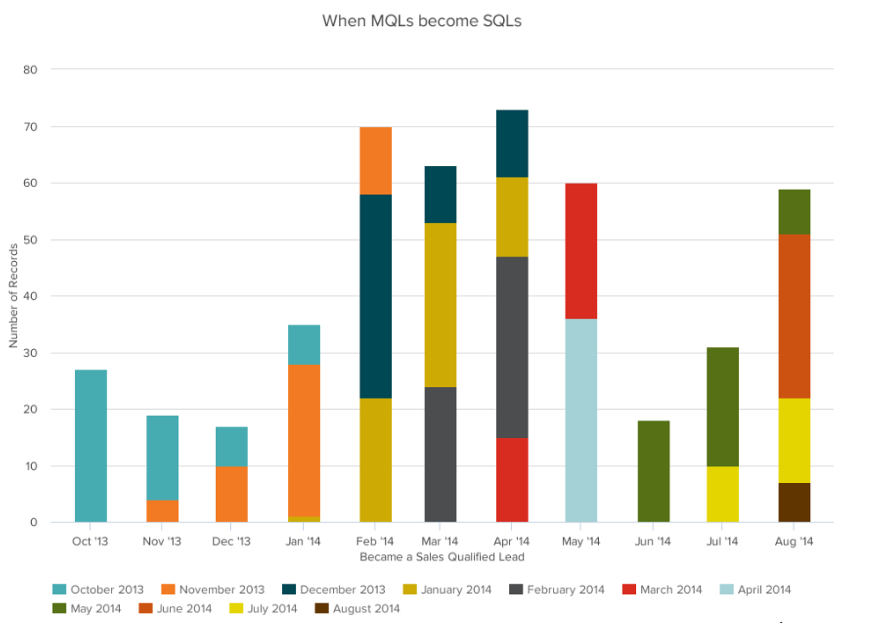 When MQLs become SQLs
80
70
60
50
40
30
20
10
0
Number of Records
Oct '13 Nov '13 Dec '13 Jan '14 Feb '14 Mar '14 Apr '14 May '14 Jun '14 Jul '14 Aug '14
Became a Sales Qualified Lead
October 2013 November 2013 December 2013 January 2014 February 2014 March 2014 April 2014
May 2014 June 2014 July 2014 August 2014